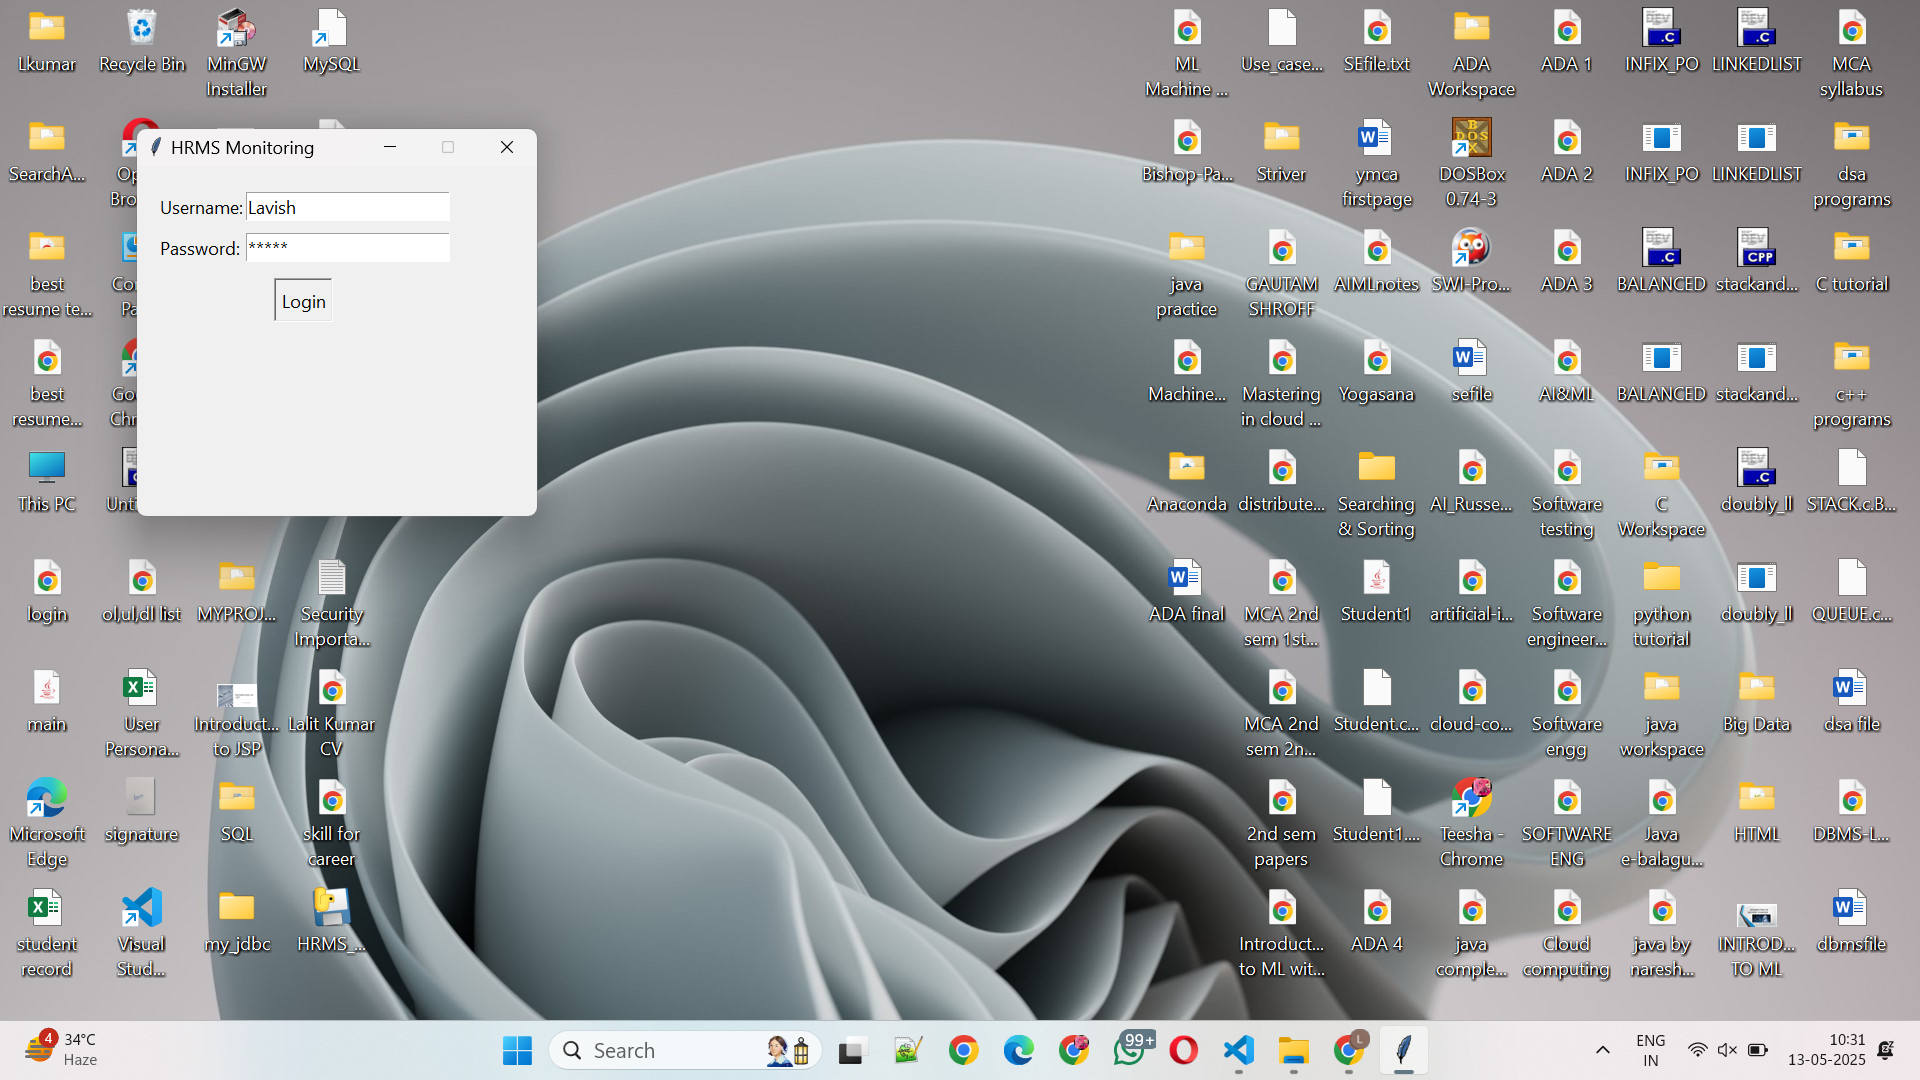 Lkumar
Recycle Bin
MinGW
Installer
MySQL
ML
Machine ...
Use_case...
SEfile.txt
ADA
Workspace
ADA 1
INFIX_PO
LINKEDLIST
MCA
syllabus
HRMS Monitoring
Username:
Lavish
Password:
*****
Login
SearchA...
Op
Bro
Bishop-Pa...
Striver
ymca
firstpage
DOSBox
0.74-3
ADA 2
INFIX_PO
LINKEDLIST
dsa
programs
best
resume te...
Co
Pa
java
practice
GAUTAM
SHROFF
AIMLnotes
SWI-Pro...
ADA 3
BALANCED
stackand...
C tutorial
best
resume...
Goo
Chr
Machine...
Mastering
in cloud ...
Yogasana
sefile
AI&ML
BALANCED
stackand...
c++
programs
This PC
Unti
Anaconda
distribute...
Searching
& Sorting
AI_Russe...
Software
testing
C
Workspace
doubly_ll
STACK.c.B...
login
ol,ul,dl list
MYPROJ...
Security
Importa...
ADA final
MCA 2nd
sem 1st...
Student1
artificial-i...
Software
engineer...
python
tutorial
doubly_ll
QUEUE.c...
main
User
Persona...
Introduct...
to JSP
Lalit Kumar
CV
MCA 2nd
sem 2n...
Student.c...
cloud-co...
Software
engg
java
workspace
Big Data
dsa file
Microsoft
Edge
signature
SQL
skill for
career
2nd sem
papers
Student1....
Teesha -
Chrome
SOFTWARE
ENG
Java
e-balagu...
HTML
DBMS-L...
student
record
Visual
Stud...
my_jdbc
HRMS_...
Introduct...
to ML wit...
ADA 4
java
comple...
Cloud
computing
java by
naresh...
INTROD...
TO ML
dbmsfile
4
34°C
Haze
Search
99+
L
ENG
IN
10:31
13-05-2025